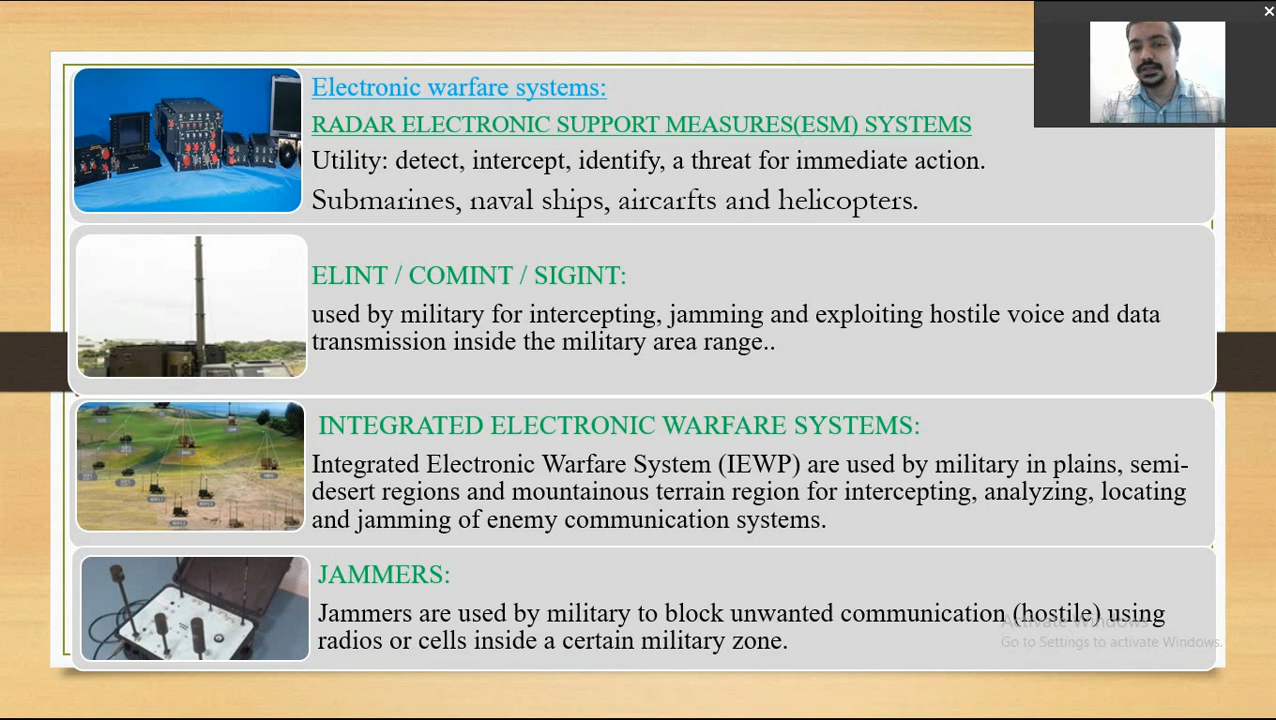 Electronic warfare systems:
RADAR ELECTRONIC SUPPORT MEASURES(ESM) SYSTEMS
Utility: detect, intercept, identify, a threat for immediate action.
Submarines, naval ships, aircarfts and helicopters.
ELINT / COMINT / SIGINT:
used by military for intercepting, jamming and exploiting hostile voice and data
transmission inside the military area range..
INTEGRATED ELECTRONIC WARFARE SYSTEMS:
Integrated Electronic Warfare System (IEWP) are used by military in plains, semi-
desert regions and mountainous terrain region for intercepting, analyzing, locating
and jamming of enemy communication systems.
JAMMERS:
Jammers are used by military to block unwanted communication (hostile) using
radios or cells inside a certain military zone.
Activate Windows
Go to Settings to activate Windows.